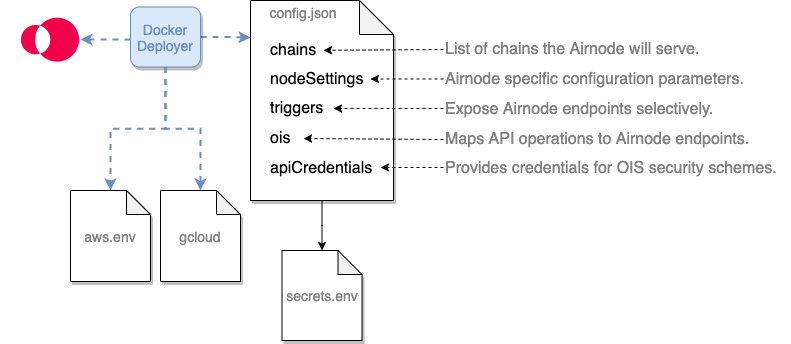 Docker
Deployer
config.json
chains
List of chains the Airnode will serve.
nodeSettings
Airnode specific configuration parameters.
triggers
Expose Airnode endpoints selectively.
ois
Maps API operations to Airnode endpoints.
apiCredentials
Provides credentials for OIS security schemes.
aws.env
gcloud
secrets.env